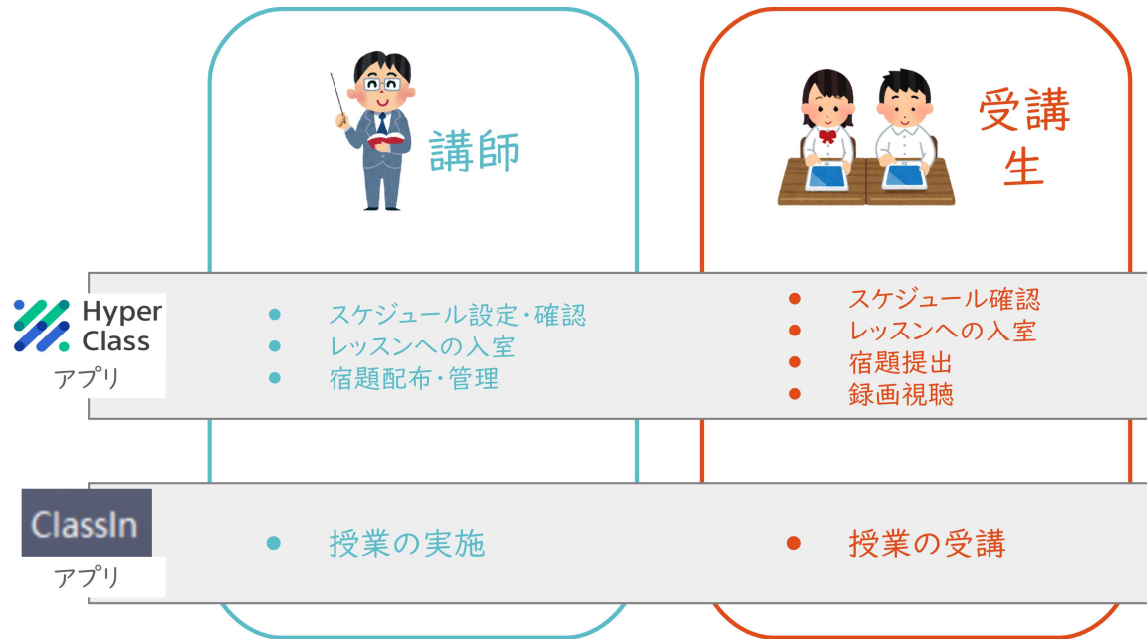 講師
受講
生
Hyper
Class
アプリ
● スケジュール設定・確認
● レッスンへの入室
● 宿題配布・管理
● スケジュール確認
● レッスンへの入室
● 宿題提出
● 録画視聴
ClassIn
アプリ
● 授業の実施
● 授業の受講